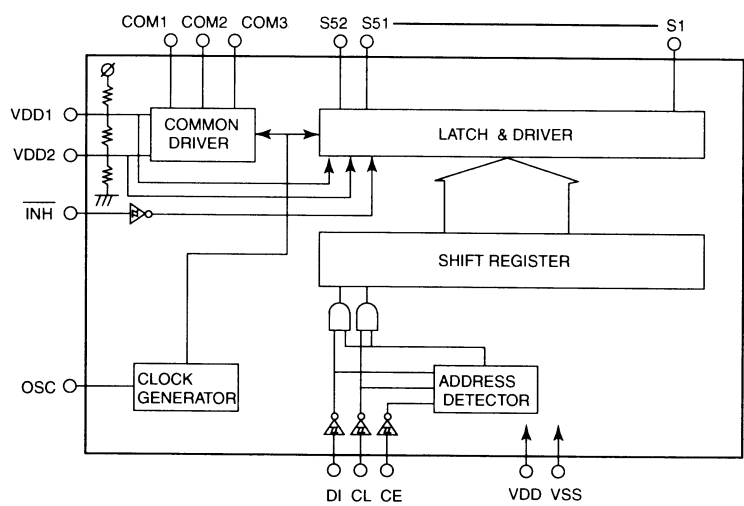 COM1 COM2 COM3 S52 S51 S1
VDD1
COMMON
DRIVER
LATCH & DRIVER
VDD2
INH
SHIFT REGISTER
OSC
CLOCK
GENERATOR
ADDRESS
DETECTOR
DI CL CE VDD VSS